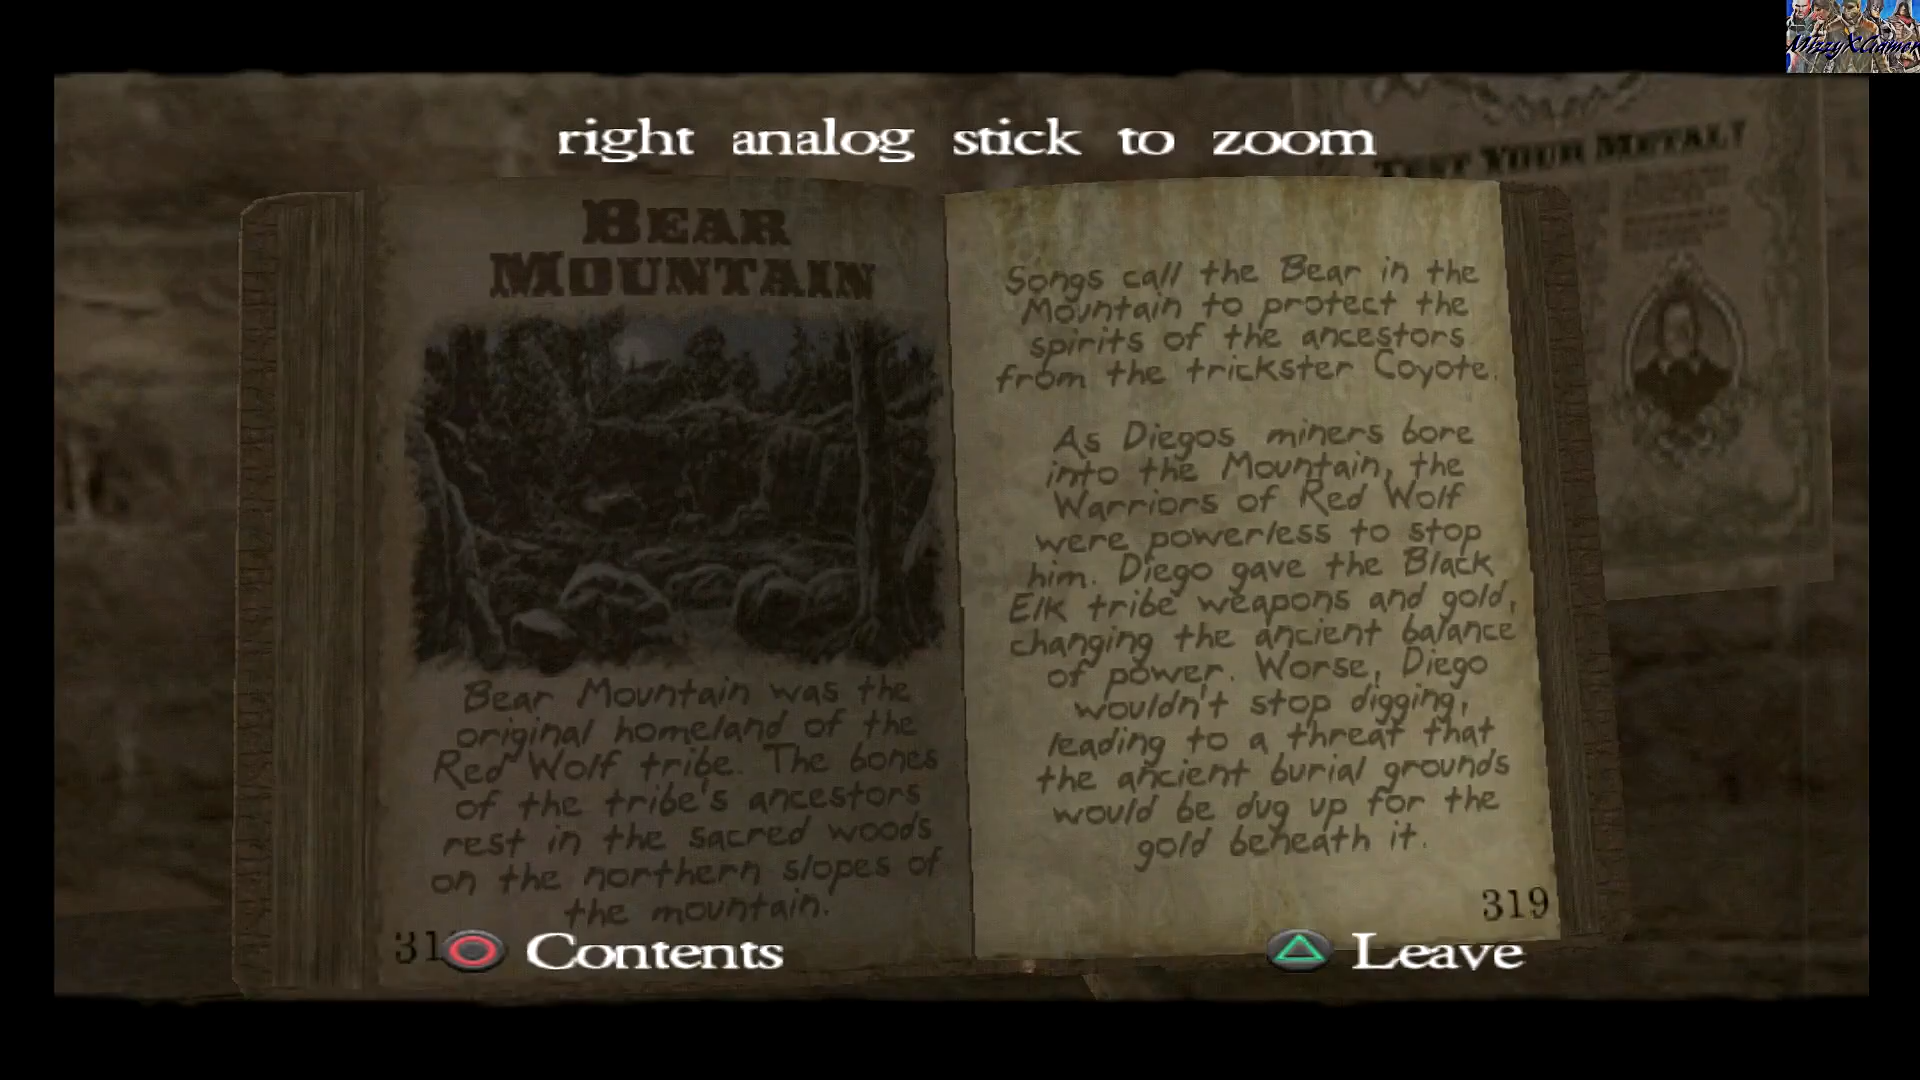 MizzyXGamer
right analog stick to zoom
TEST YOUR METTAL!
BEAR
MOUNTAIN
Bear Mountain was the
original homeland of the
Red Wolf tribe. The bones
of the tribe's ancestors
rest in the sacred woods
on the northern slopes of
the mountain.
31
Songs call the Bear in the
Mountain to protect the
spirits of the ancestors
from the trickster Coyote.
As Diegos miners bore
into the Mountain, the
Warriors of Red Wolf
were powerless to stop
him. Diego gave the Black
Elk tribe weapons and gold,
changing the ancient balance
of power. Worse, Diego
wouldn't stop digging,
leading to a threat that
the ancient burial grounds
would be dug up for the
gold beneath it.
319
Contents
Leave